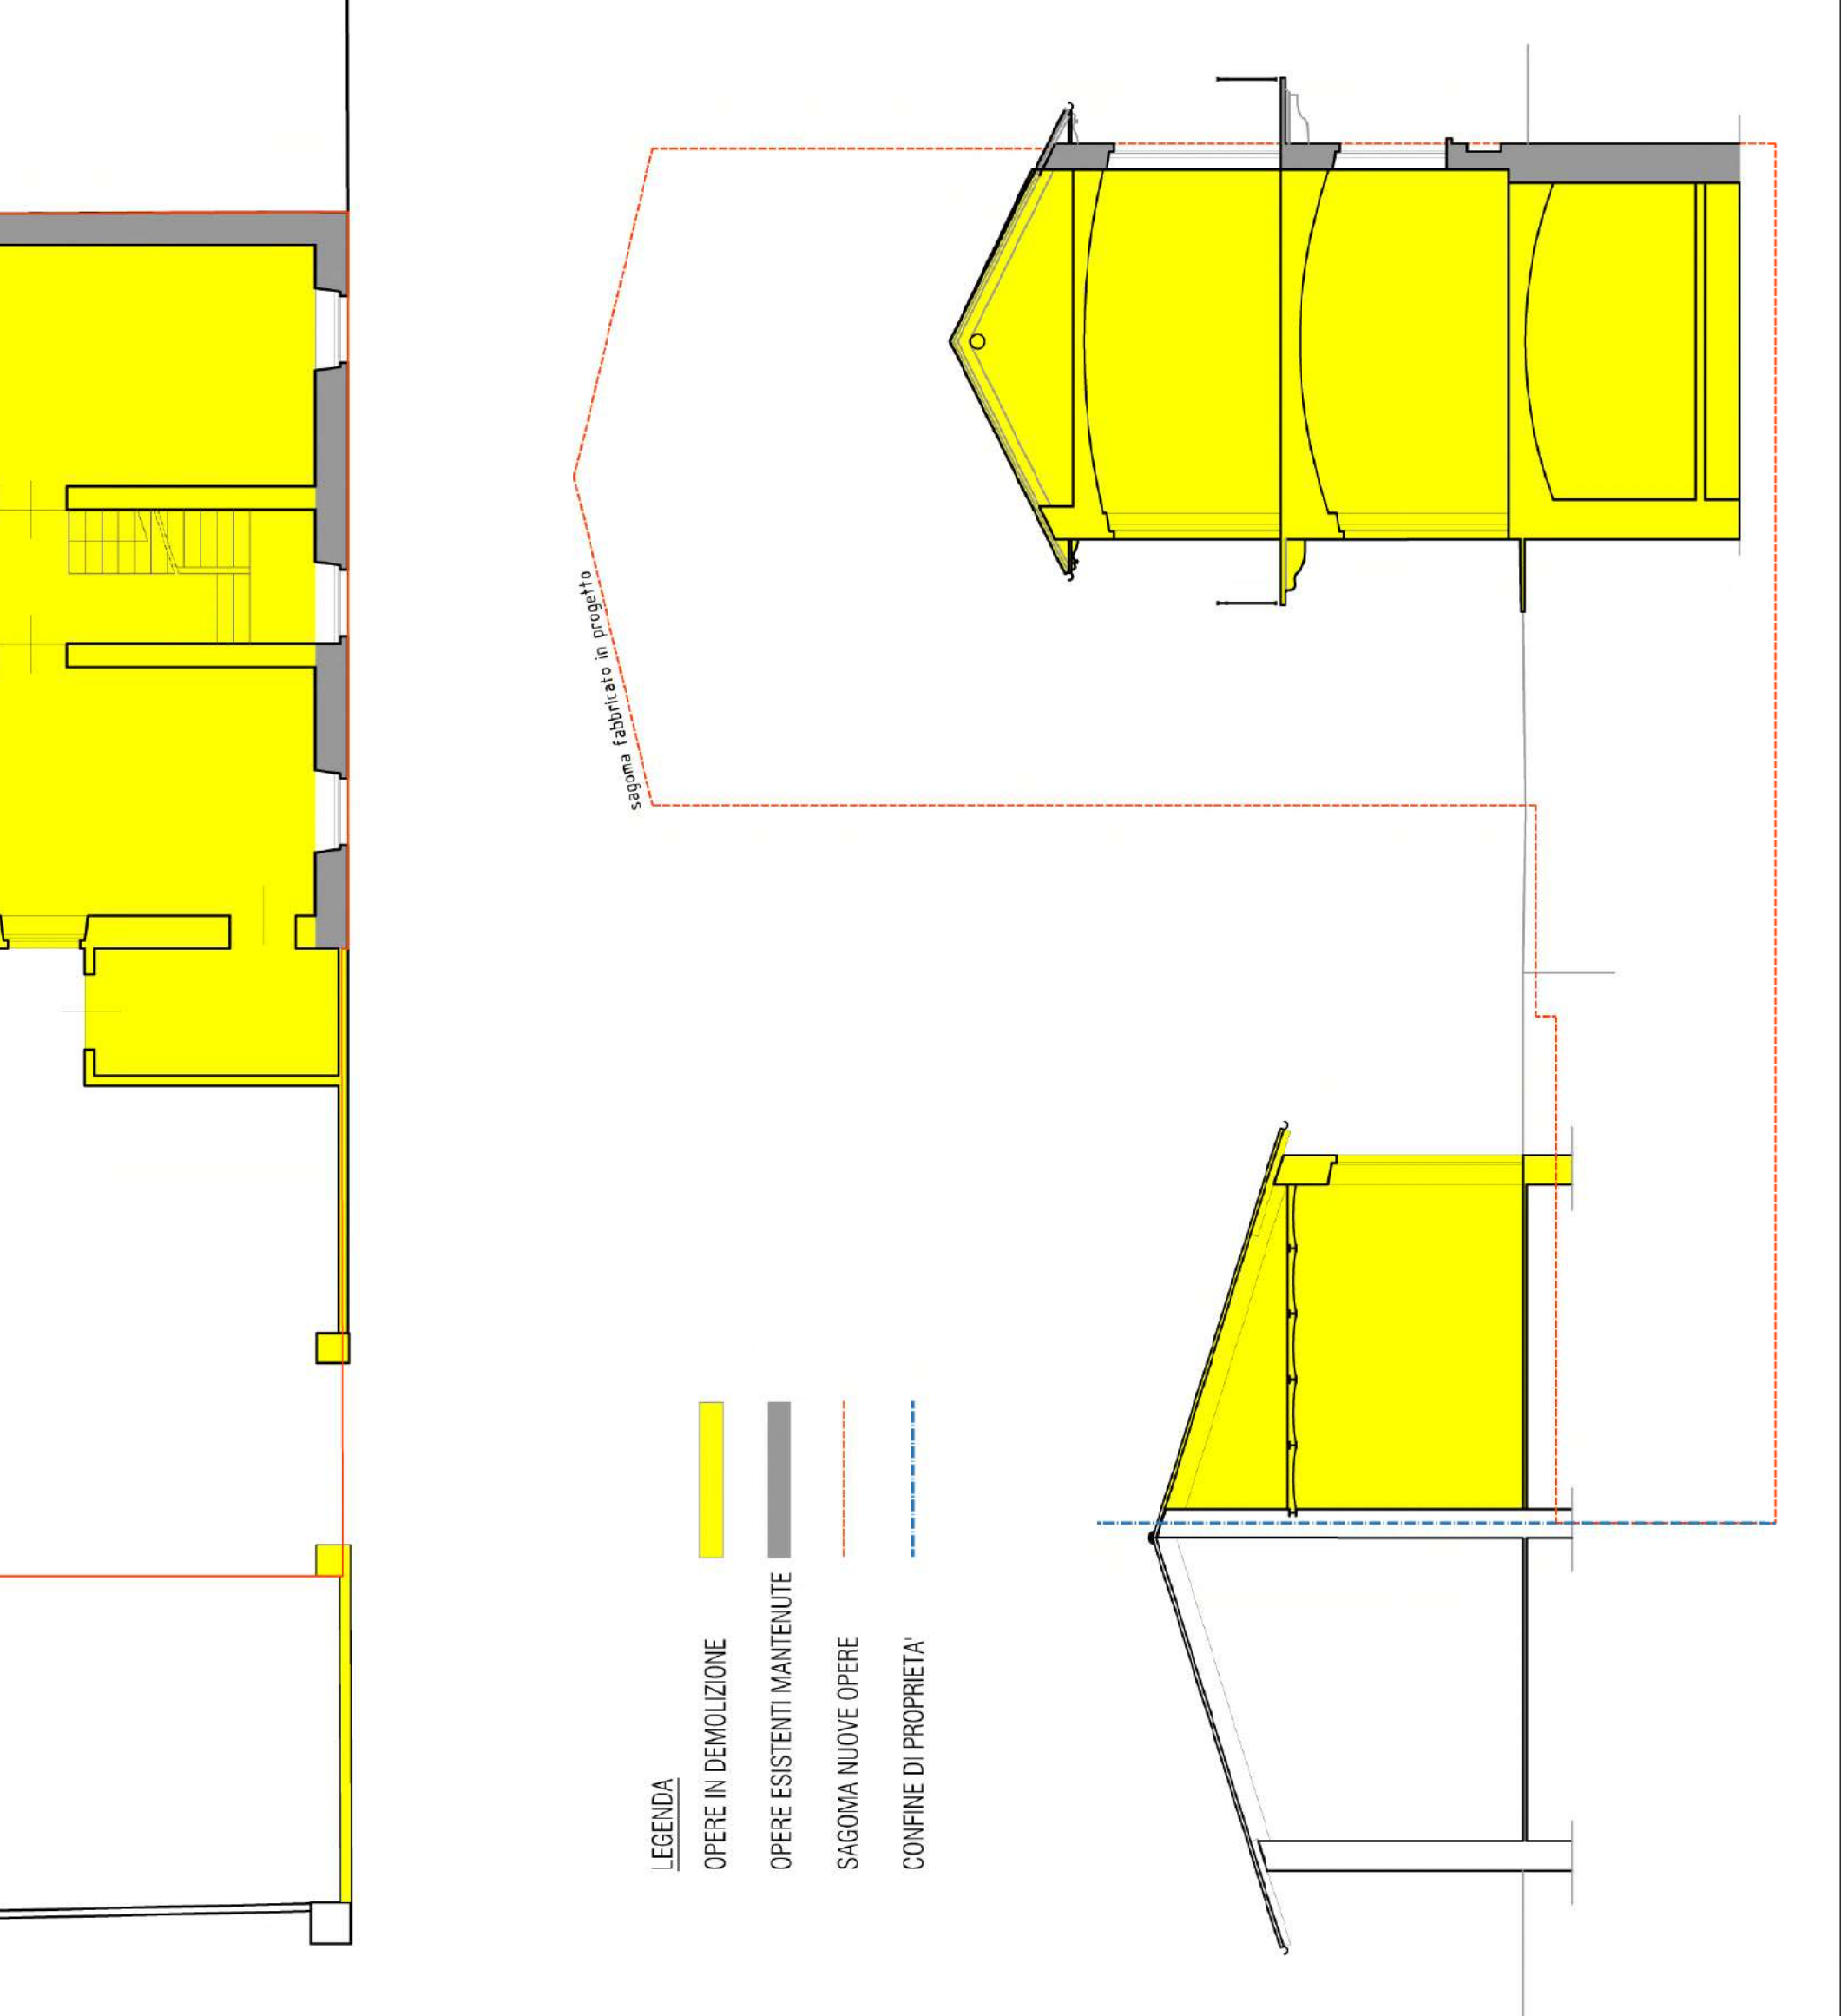 sagoma fabbricato in progetto
LEGENDA
OPERE IN DEMOLIZIONE
OPERE ESISTENTI MANTENUTE
SAGOMA NUOVE OPERE
CONFINE DI PROPRIETA'